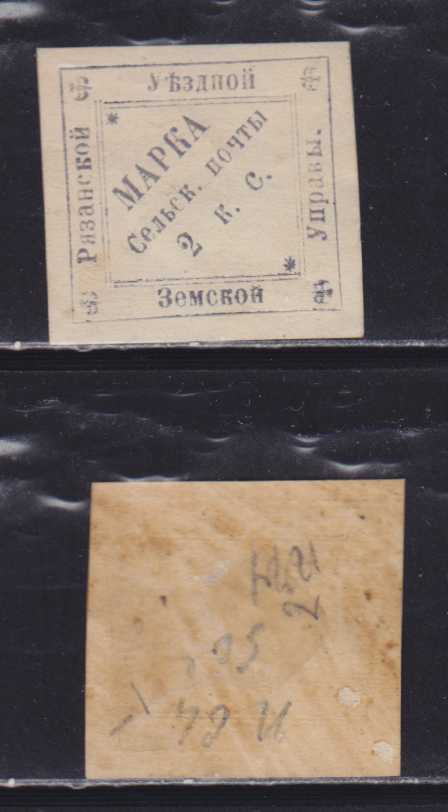 Уѣздной
Рязанской
МАРКА
Сельск. почты
2 к. с.
Управы.
Земской